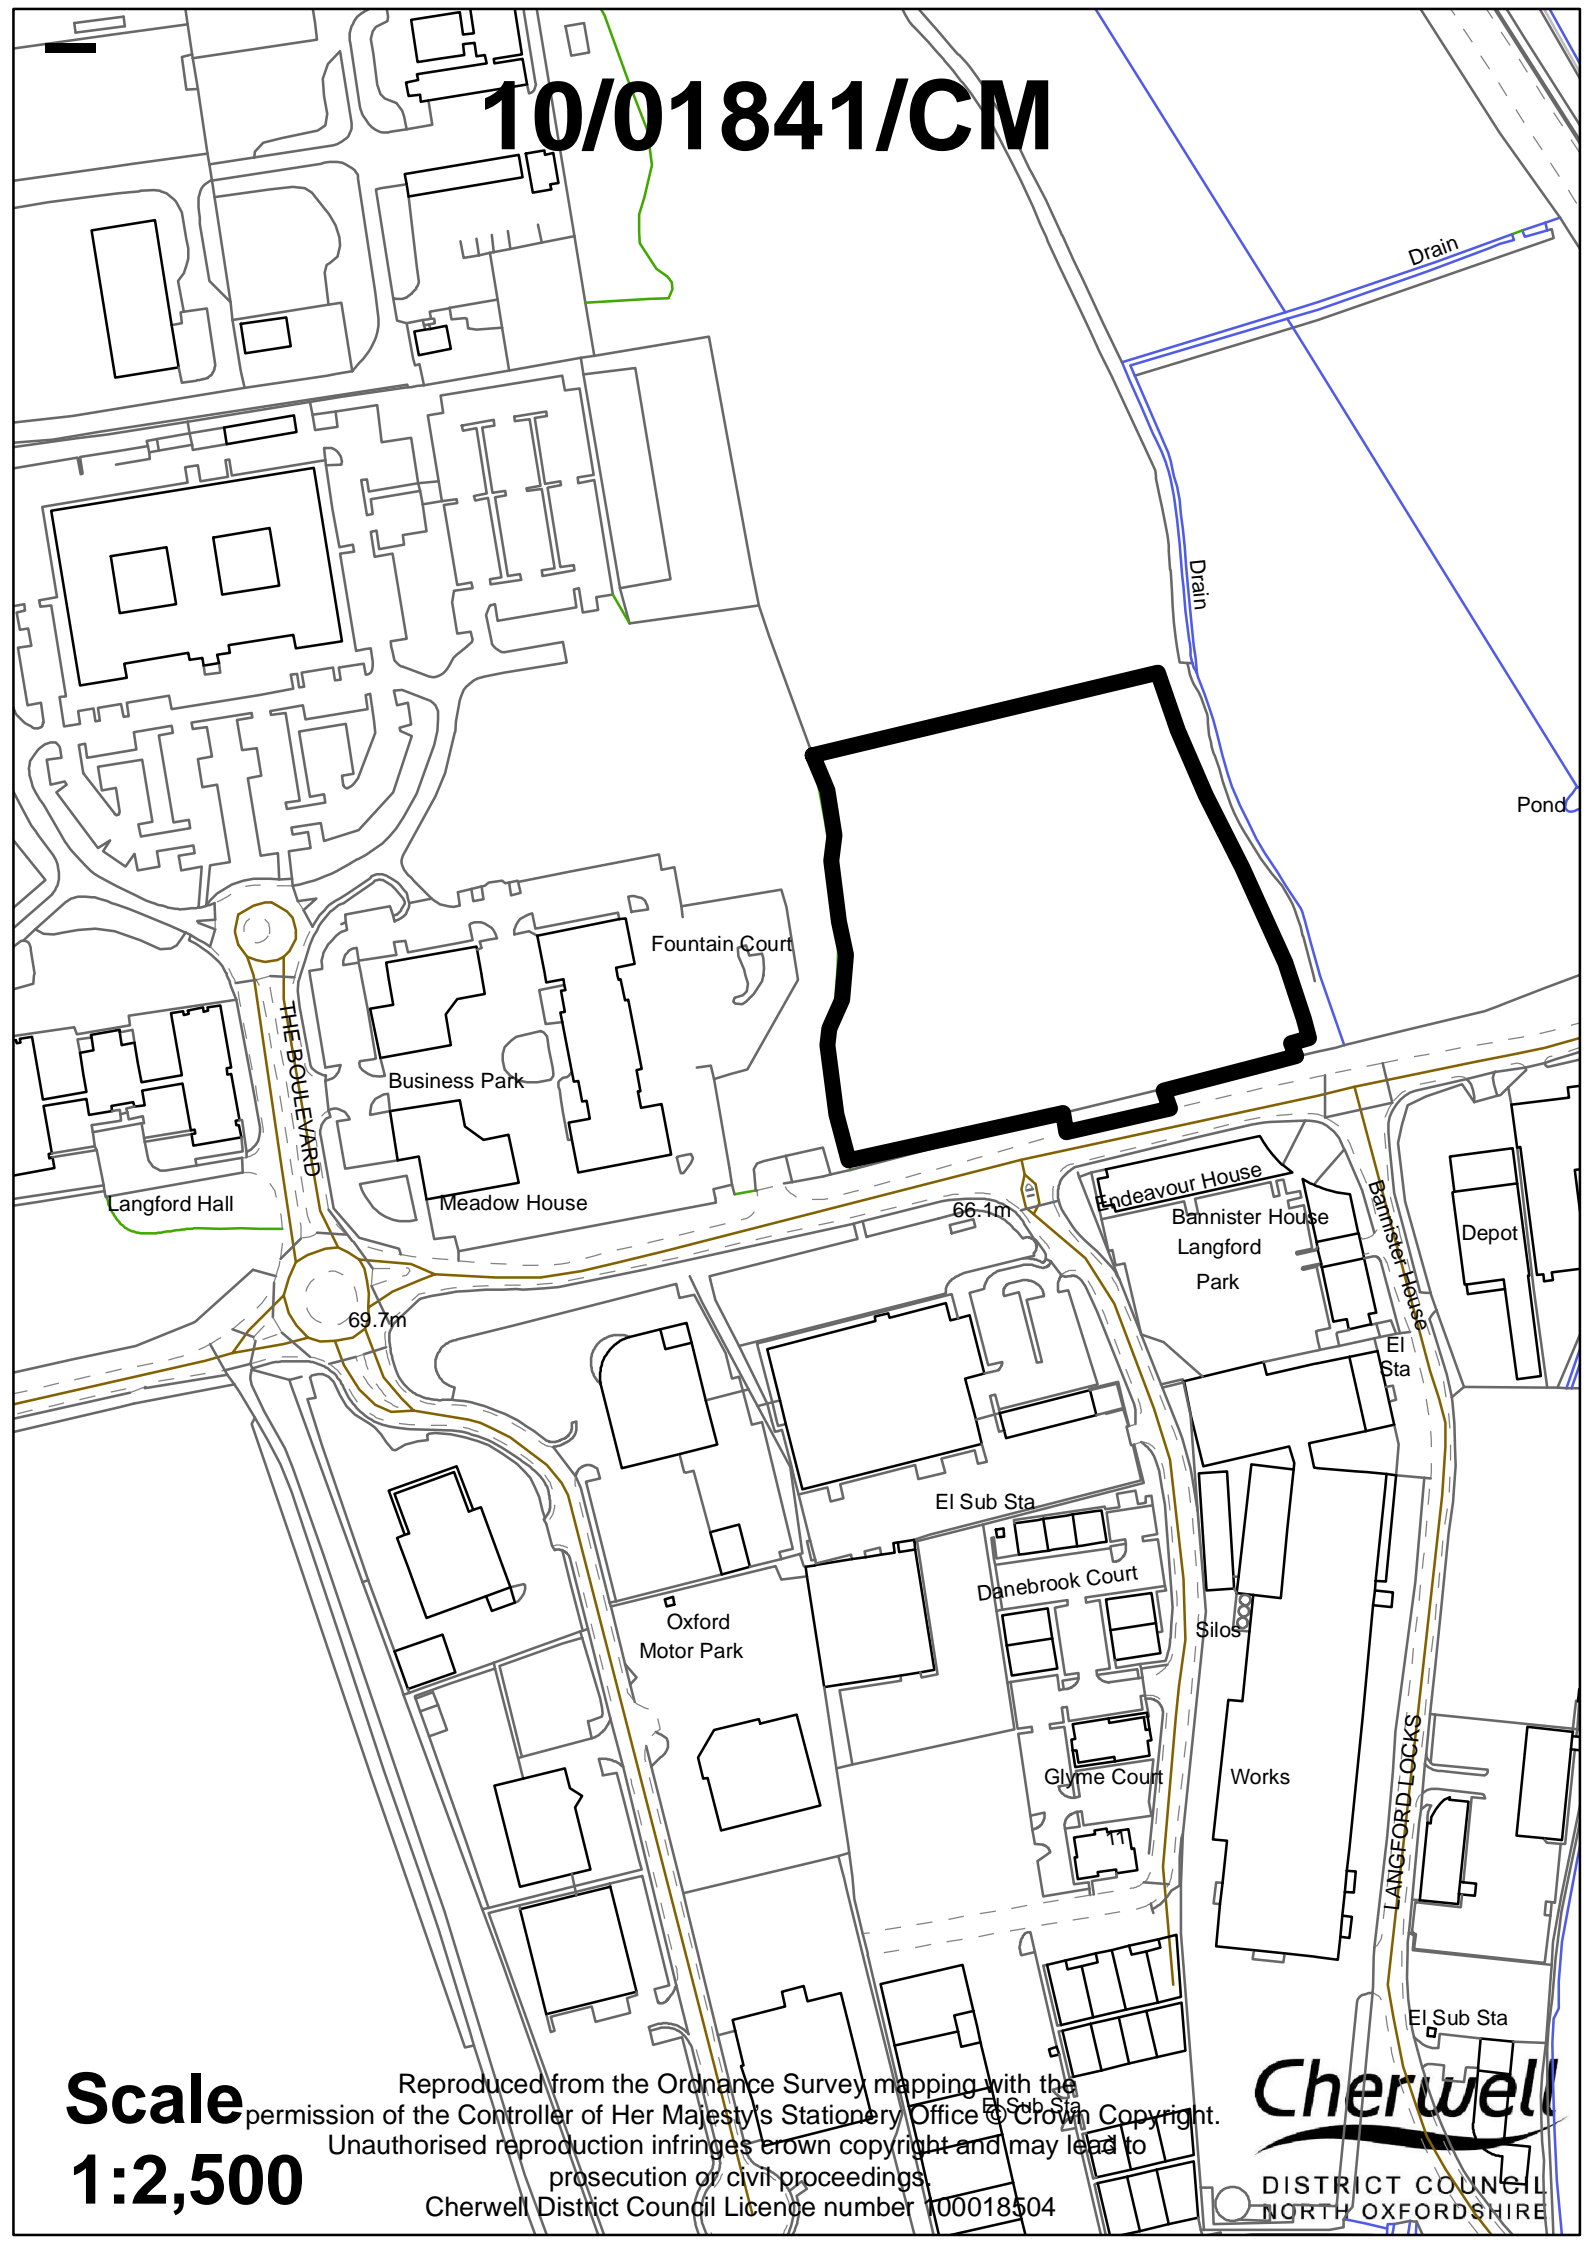 10/01841/CM
Drain
Drain
Pond
Fountain Court
THE BOULEVARD
Business Park
Langford Hall
Meadow House
66.1m
Endeavour House
Bannister House
Langford
Park
Bannister House
Depot
69.7m
El
Sta
El Sub Sta
Danebrook Court
Oxford
Motor Park
Silos
Glyme Court
Works
11
LANGFORD LOCKS
El Sub Sta
El Sub Sta
Scale
1:2,500
Reproduced from the Ordnance Survey mapping with the
permission of the Controller of Her Majesty's Stationery Office © Crown Copyright.
Unauthorised reproduction infringes crown copyright and may lead to
prosecution or civil proceedings.
Cherwell District Council Licence number 100018504
Cherwell
DISTRICT COUNCIL
NORTH OXFORDSHIRE